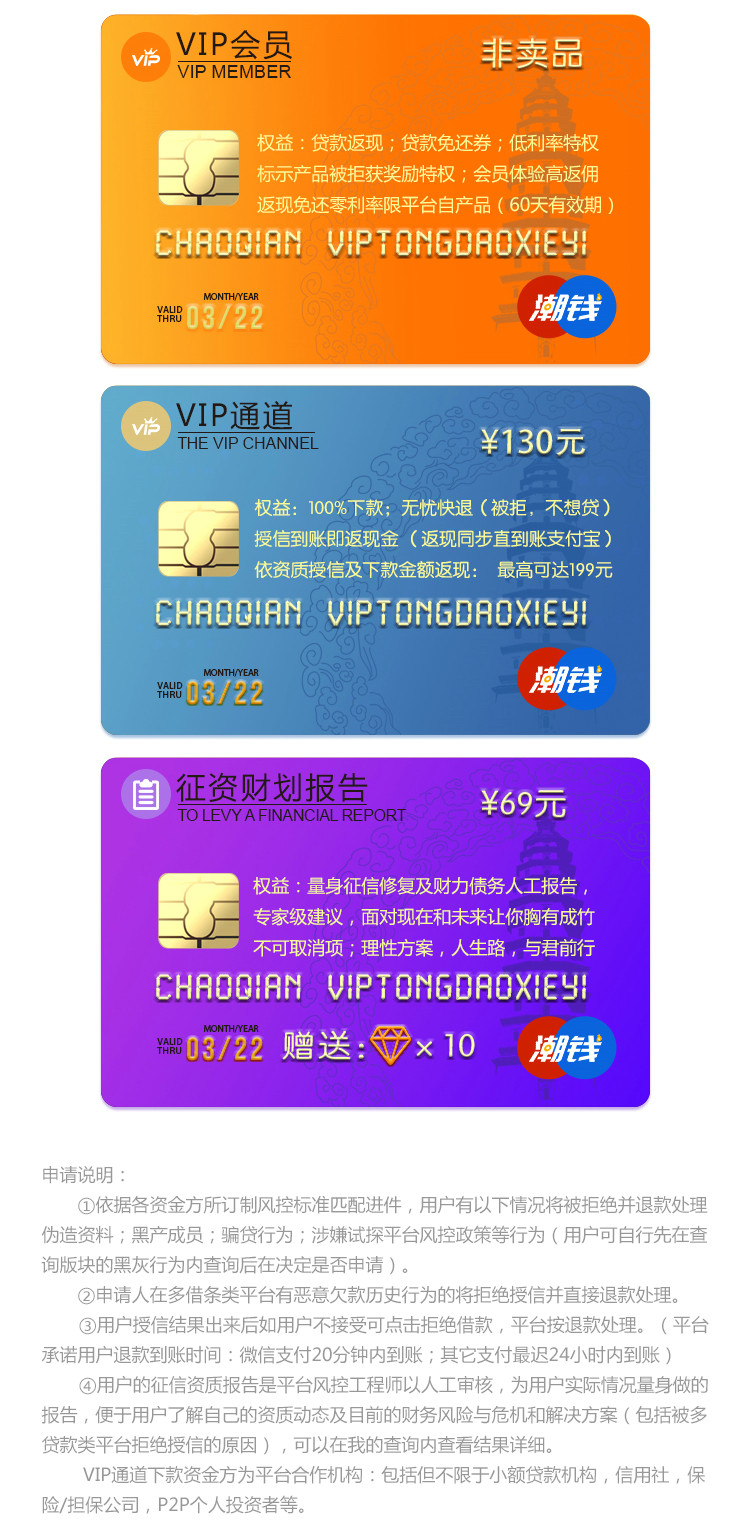 VIP
VIP会员
VIP MEMBER
非卖品
权益：贷款返现；贷款免还券；低利率特权
标示产品被拒获奖励特权；会员体验高返佣
返现免还零利率限平台自产品（60天有效期）
CHAOQIAN VIPTONGDAOXIEYI
MONTH/YEAR
VALID
THRU
03/22
潮钱
VIP
VIP通道
THE VIP CHANNEL
¥130元
权益：100%下款；无忧快退（被拒，不想贷）
授信到账即返现金（返现同步直到账支付宝）
依资质授信及下款金额返现： 最高可达199元
CHAOQIAN VIPTONGDAOXIEYI
MONTH/YEAR
VALID
THRU
03/22
潮钱
征资财划报告
TO LEVY A FINANCIAL REPORT
¥69元
权益：量身征信修复及财力债务人工报告，
专家级建议，面对现在和未来让你胸有成竹
不可取消项；理性方案，人生路，与君前行
CHAOQIAN VIPTONGDAOXIEYI
MONTH/YEAR
VALID
THRU
03/22
赠送: × 10
潮钱
申请说明：
①依据各资金方所订制风控标准匹配进件，用户有以下情况将被拒绝并退款处理
伪造资料；黑产成员；骗贷行为；涉嫌试探平台风控政策等行为（用户可自行先在查
询版块的黑灰行为内查询后在决定是否申请）。
②申请人在多借条类平台有恶意欠款历史行为的将拒绝授信并直接退款处理。
③用户授信结果出来后如用户不接受可点击拒绝借款，平台按退款处理。（平台
承诺用户退款到账时间：微信支付20分钟内到账；其它支付最迟24小时内到账）
④用户的征信资质报告是平台风控工程师以人工审核，为用户实际情况量身做的
报告，便于用户了解自己的资质动态及目前的财务风险与危机和解决方案（包括被多
贷款类平台拒绝授信的原因），可以在我的查询内查看结果详细。
VIP通道下款资金方为平台合作机构：包括但不限于小额贷款机构，信用社，保
险/担保公司，P2P个人投资者等。